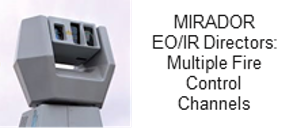 MIRADOR
EO/IR Directors:
Multiple Fire
Control
Channels